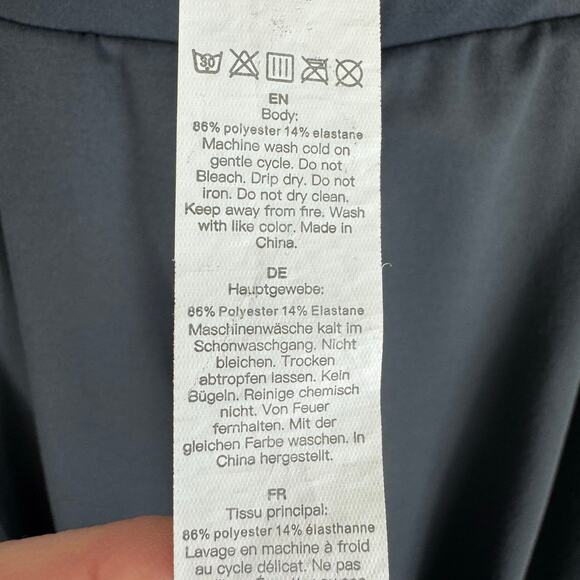 30
EN
Body:
86% polyester 14% elastane
Machine wash cold on
gentle cycle. Do not
Bleach. Drip dry. Do not
iron. Do not dry clean.
Keep away from fire. Wash
with like color. Made in
China.
DE
Hauptgewebe:
86% Polyester 14% Elastane
Maschinenwäsche kalt im
Schonwaschgang. Nicht
bleichen. Trocken
abtropfen lassen. Kein
Bügeln. Reinige chemisch
nicht. Von Feuer
fernhalten. Mit der
gleichen Farbe waschen. In
China hergestellt.
FR
Tissu principal:
86% polyester 14% élasthanne
Lavage en machine à froid
au cycle délicat. Ne pas